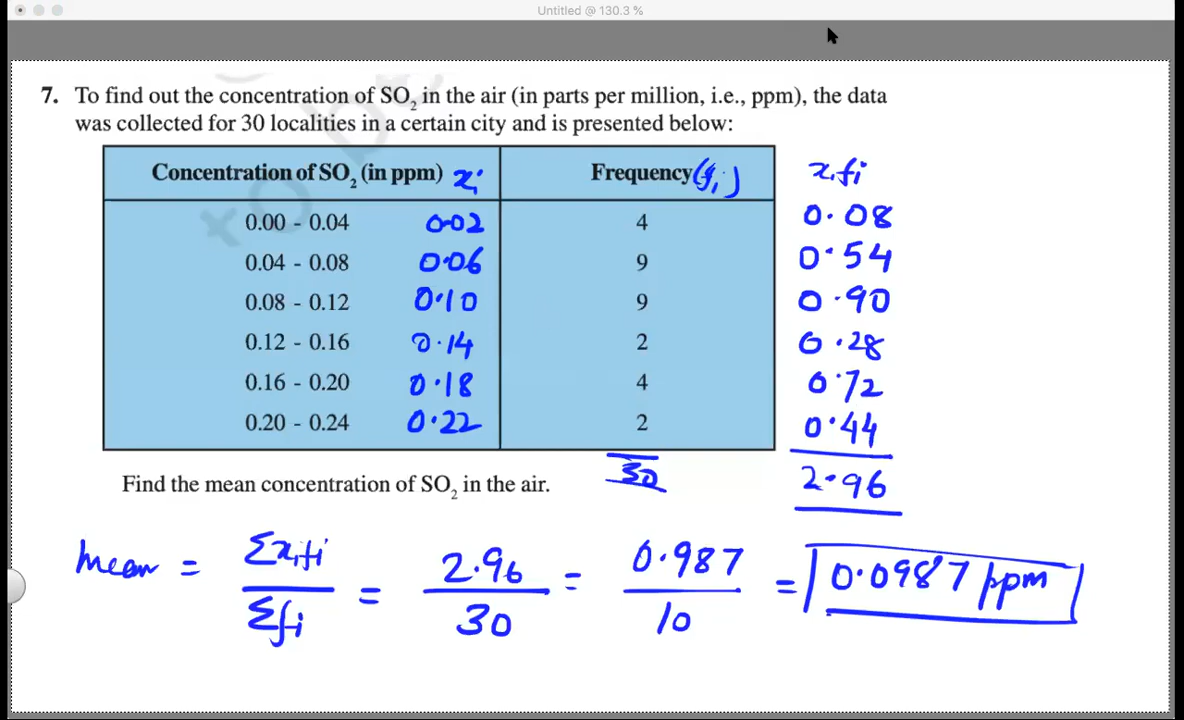 Untitled @ 130.3 %
7. To find out the concentration of SO₂ in the air (in parts per million, i.e., ppm), the data
was collected for 30 localities in a certain city and is presented below:
Concentration of SO₂ (in ppm) xᵢ Frequency (fᵢ) xᵢfᵢ
0.00 - 0.04 0.02 4 0.08
0.04 - 0.08 0.06 9 0.54
0.08 - 0.12 0.10 9 0.90
0.12 - 0.16 0.14 2 0.28
0.16 - 0.20 0.18 4 0.72
0.20 - 0.24 0.22 2 0.44
30 2.96
Find the mean concentration of SO₂ in the air.
mean = Σxᵢfᵢ / Σfᵢ = 2.96 / 30 = 0.987 / 10 = 0.0987 ppm